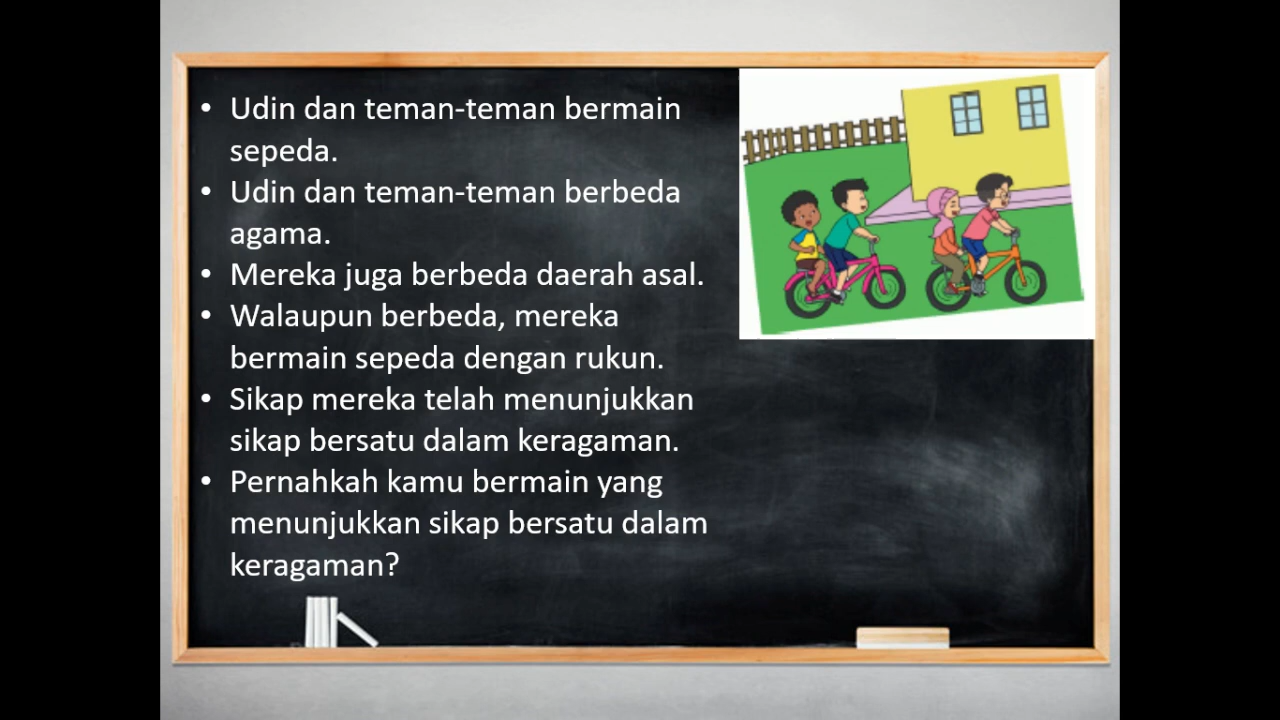 • Udin dan teman-teman bermain
sepeda.
• Udin dan teman-teman berbeda
agama.
• Mereka juga berbeda daerah asal.
• Walaupun berbeda, mereka
bermain sepeda dengan rukun.
• Sikap mereka telah menunjukkan
sikap bersatu dalam keragaman.
• Pernahkah kamu bermain yang
menunjukkan sikap bersatu dalam
keragaman?